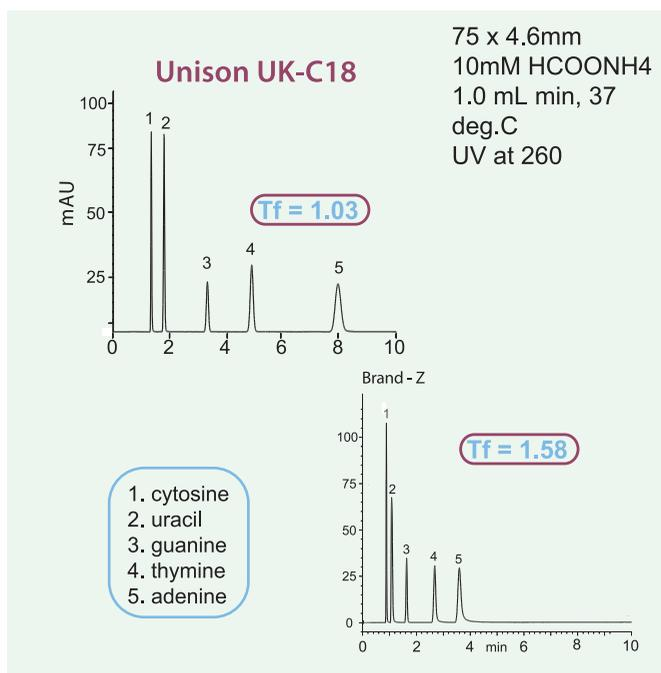 75 x 4.6mm
10mM HCOONH4
1.0 mL min, 37
deg.C
UV at 260
Unison UK-C18
100
75
50
25
mAU
1 2
3
4
5
Tf = 1.03
0 2 4 6 8 10
Brand - Z
100
75
50
25
0
1
2
3
4
5
Tf = 1.58
0 2 4 min 6 8 10
1. cytosine
2. uracil
3. guanine
4. thymine
5. adenine